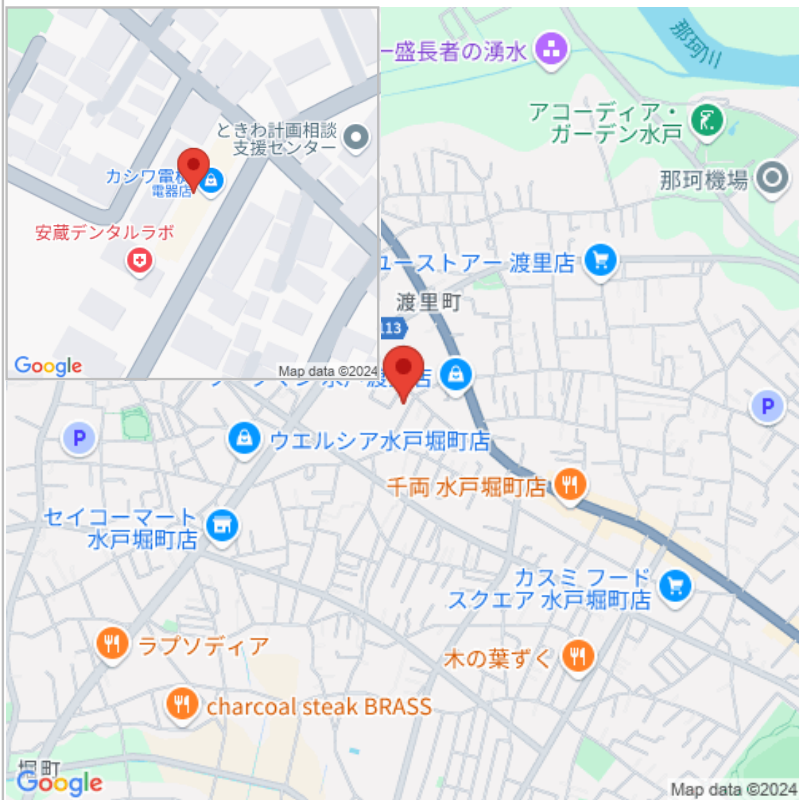 ときわ計画相談
支援センター
カシワ電機
電器店
安蔵デンタルラボ
Google
Map data ©2024
那珂川
盛長者の湧水
アコーディア・
ガーデン水戸
那珂機場
ューストアー 渡里店
渡里町
113
ウエルシア水戸堀町店
千両 水戸堀町店
セイコーマート
水戸堀町店
カスミ フード
スクエア 水戸堀町店
ラプソディア
木の葉ずく
charcoal steak BRASS
堀町
Google
Map data ©2024
P
P